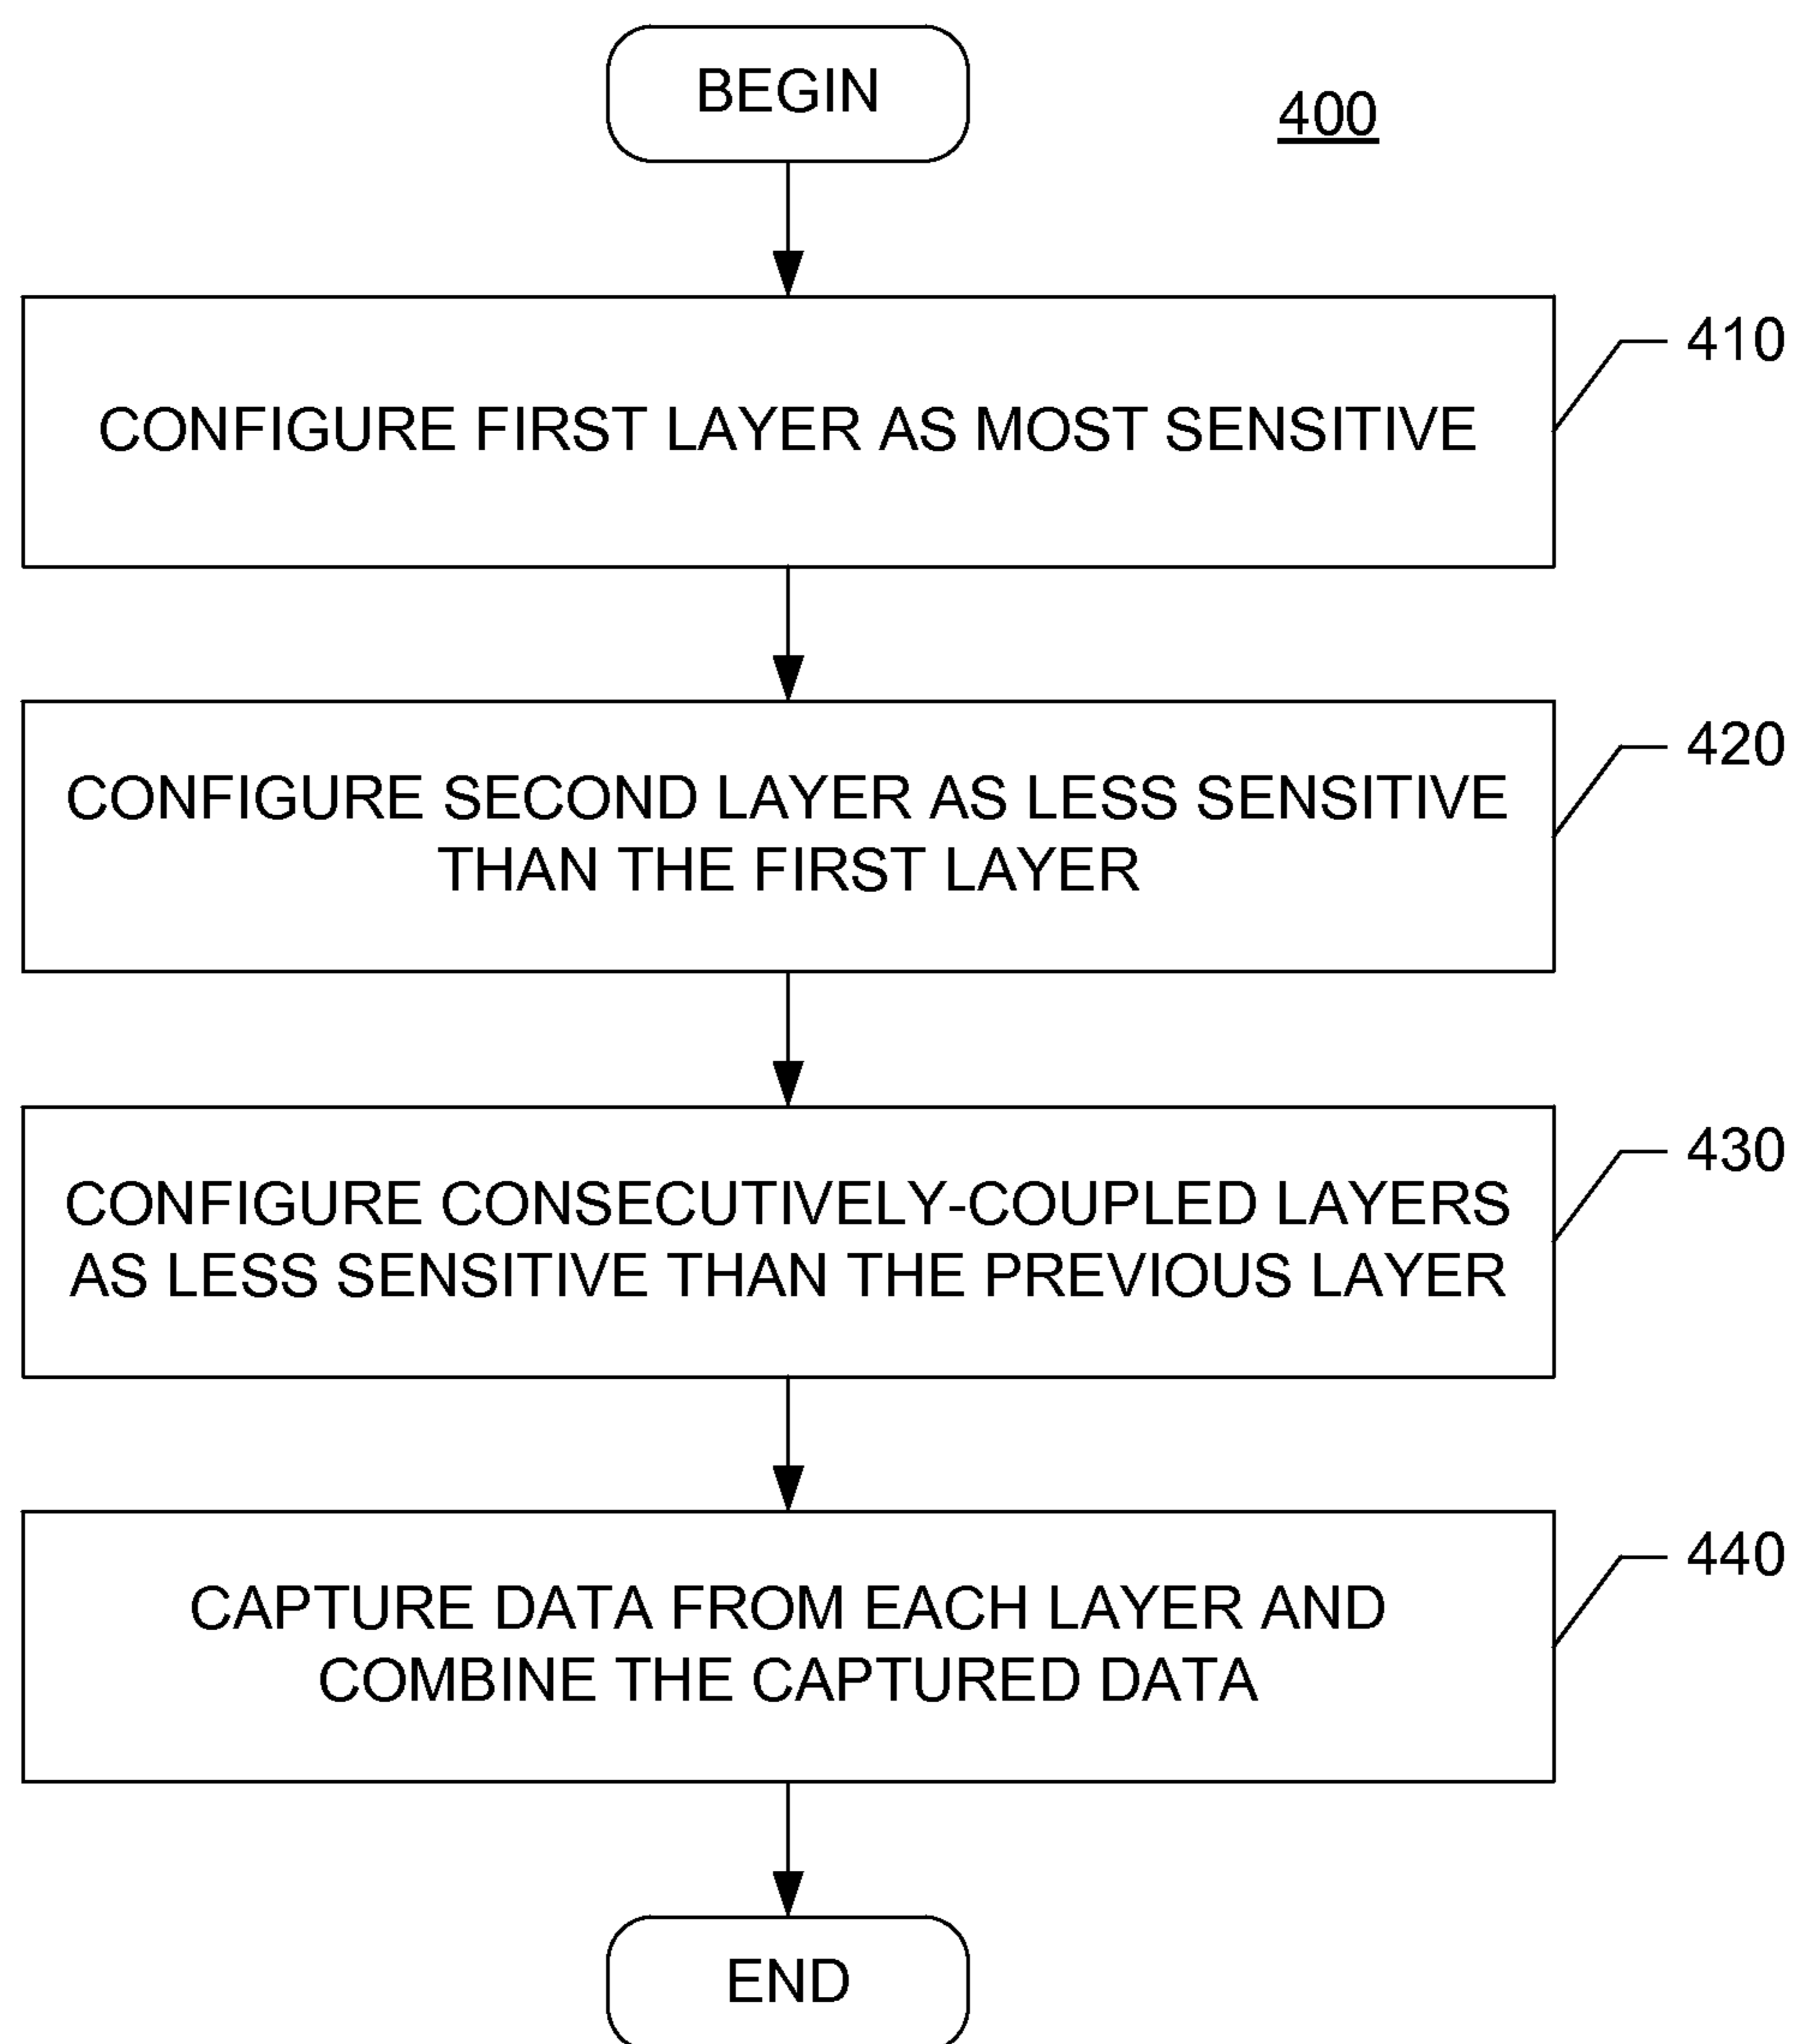 BEGIN
400
410
CONFIGURE FIRST LAYER AS MOST SENSITIVE
420
CONFIGURE SECOND LAYER AS LESS SENSITIVE
THAN THE FIRST LAYER
430
CONFIGURE CONSECUTIVELY-COUPLED LAYERS
AS LESS SENSITIVE THAN THE PREVIOUS LAYER
440
CAPTURE DATA FROM EACH LAYER AND
COMBINE THE CAPTURED DATA
END